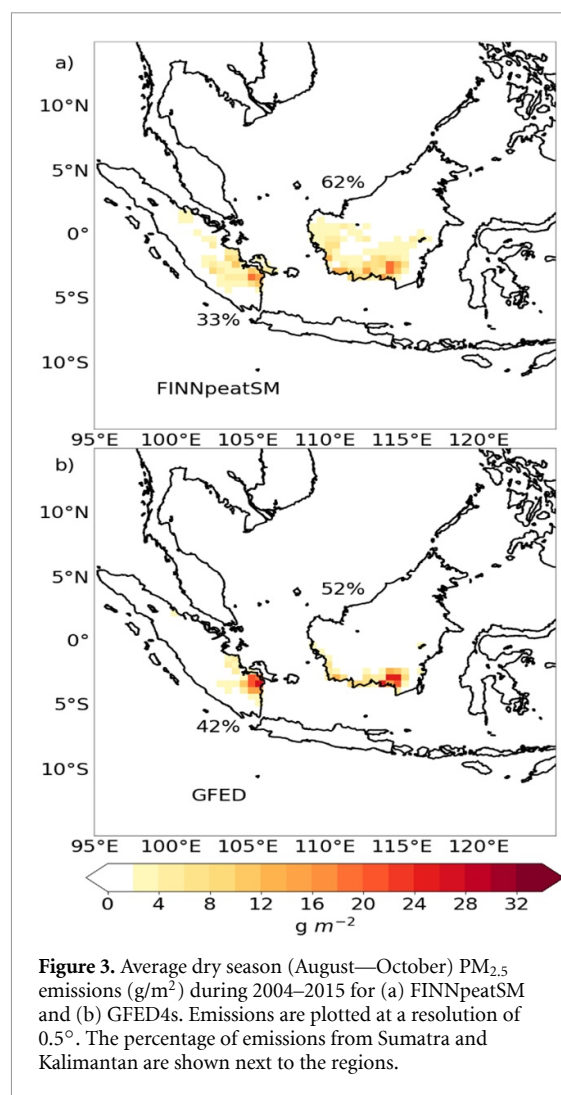 a)
10°N
5°N
62%
0°
5°S
33%
10°S
FINNpeatSM
95°E 100°E 105°E 110°E 115°E 120°E
b)
10°N
5°N
52%
0°
5°S
42%
10°S
GFED
95°E 100°E 105°E 110°E 115°E 120°E
0 4 8 12 16 20 24 28 32
g m⁻²
Figure 3. Average dry season (August—October) PM₂.₅
emissions (g/m²) during 2004–2015 for (a) FINNpeatSM
and (b) GFED4s. Emissions are plotted at a resolution of
0.5°. The percentage of emissions from Sumatra and
Kalimantan are shown next to the regions.